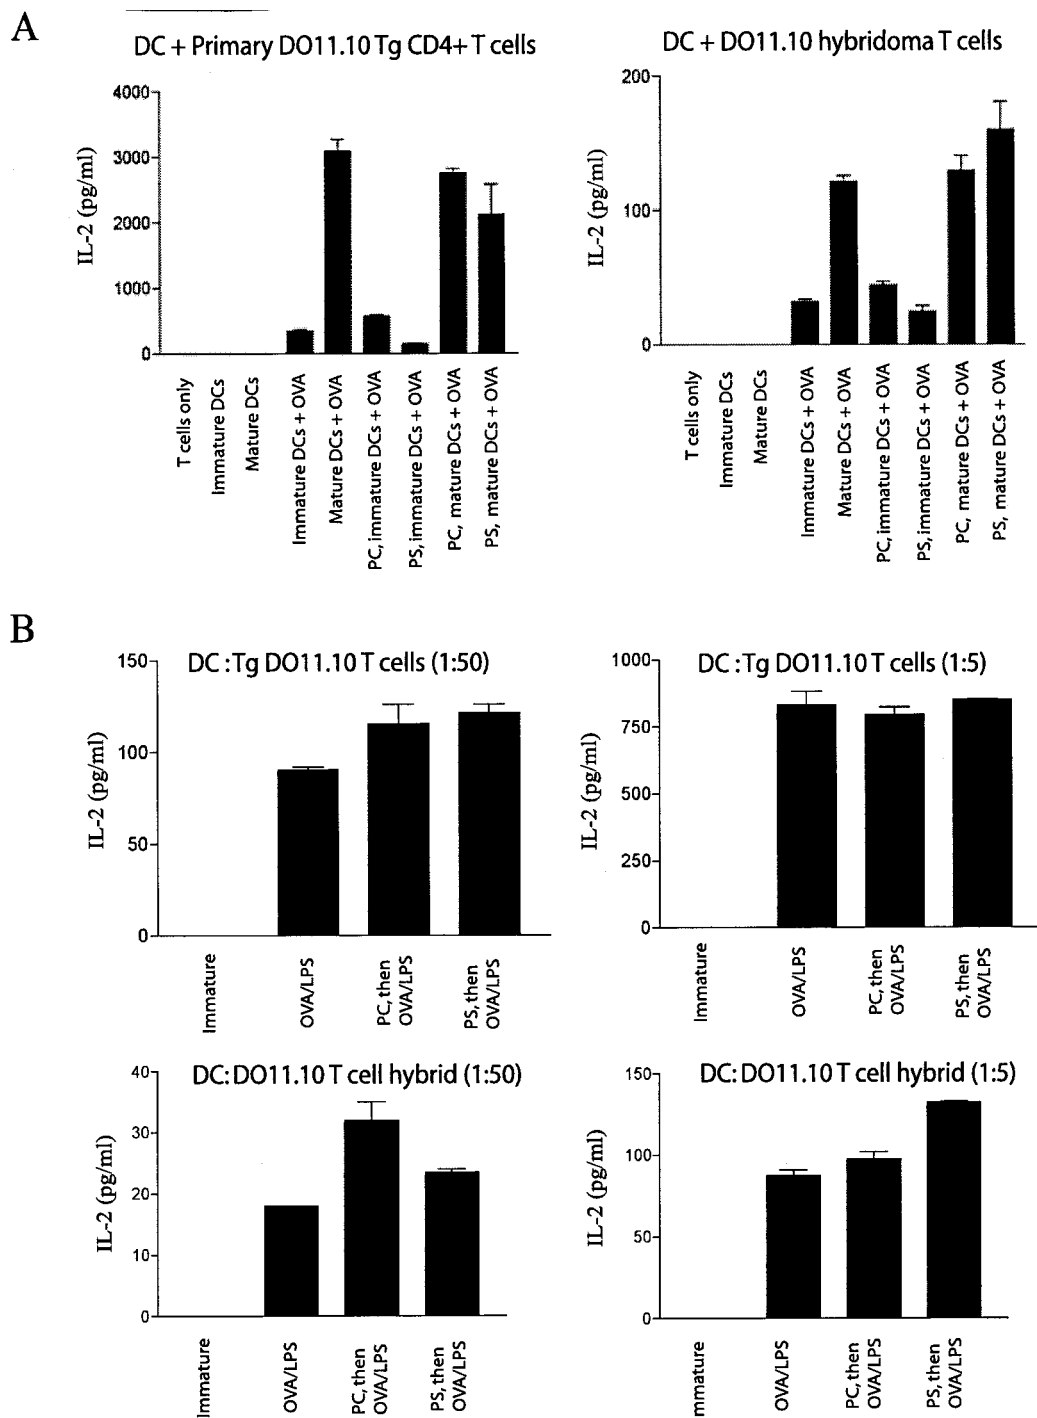 A
DC + Primary DO11.10 Tg CD4+ T cells
IL-2 (pg/ml)
4000
3000
2000
1000
0
T cells only
Immature DCs
Mature DCs
Immature DCs + OVA
Mature DCs + OVA
PC, immature DCs + OVA
PS, immature DCs + OVA
PC, mature DCs + OVA
PS, mature DCs + OVA
DC + DO11.10 hybridoma T cells
IL-2 (pg/ml)
200
100
0
T cells only
Immature DCs
Mature DCs
Immature DCs + OVA
Mature DCs + OVA
PC, immature DCs + OVA
PS, immature DCs + OVA
PC, mature DCs + OVA
PS, mature DCs + OVA
B
DC :Tg DO11.10 T cells (1:50)
IL-2 (pg/ml)
150
100
50
0
Immature
OVA/LPS
PC, then
OVA/LPS
PS, then
OVA/LPS
DC :Tg DO11.10 T cells (1:5)
IL-2 (pg/ml)
1000
750
500
250
0
Immature
OVA/LPS
PC, then
OVA/LPS
PS, then
OVA/LPS
DC: DO11.10 T cell hybrid (1:50)
IL-2 (pg/ml)
40
30
20
10
0
Immature
OVA/LPS
PC, then
OVA/LPS
PS, then
OVA/LPS
DC: DO11.10 T cell hybrid (1:5)
IL-2 (pg/ml)
150
100
50
0
mmature
OVA/LPS
PC, then
OVA/LPS
PS, then
OVA/LPS